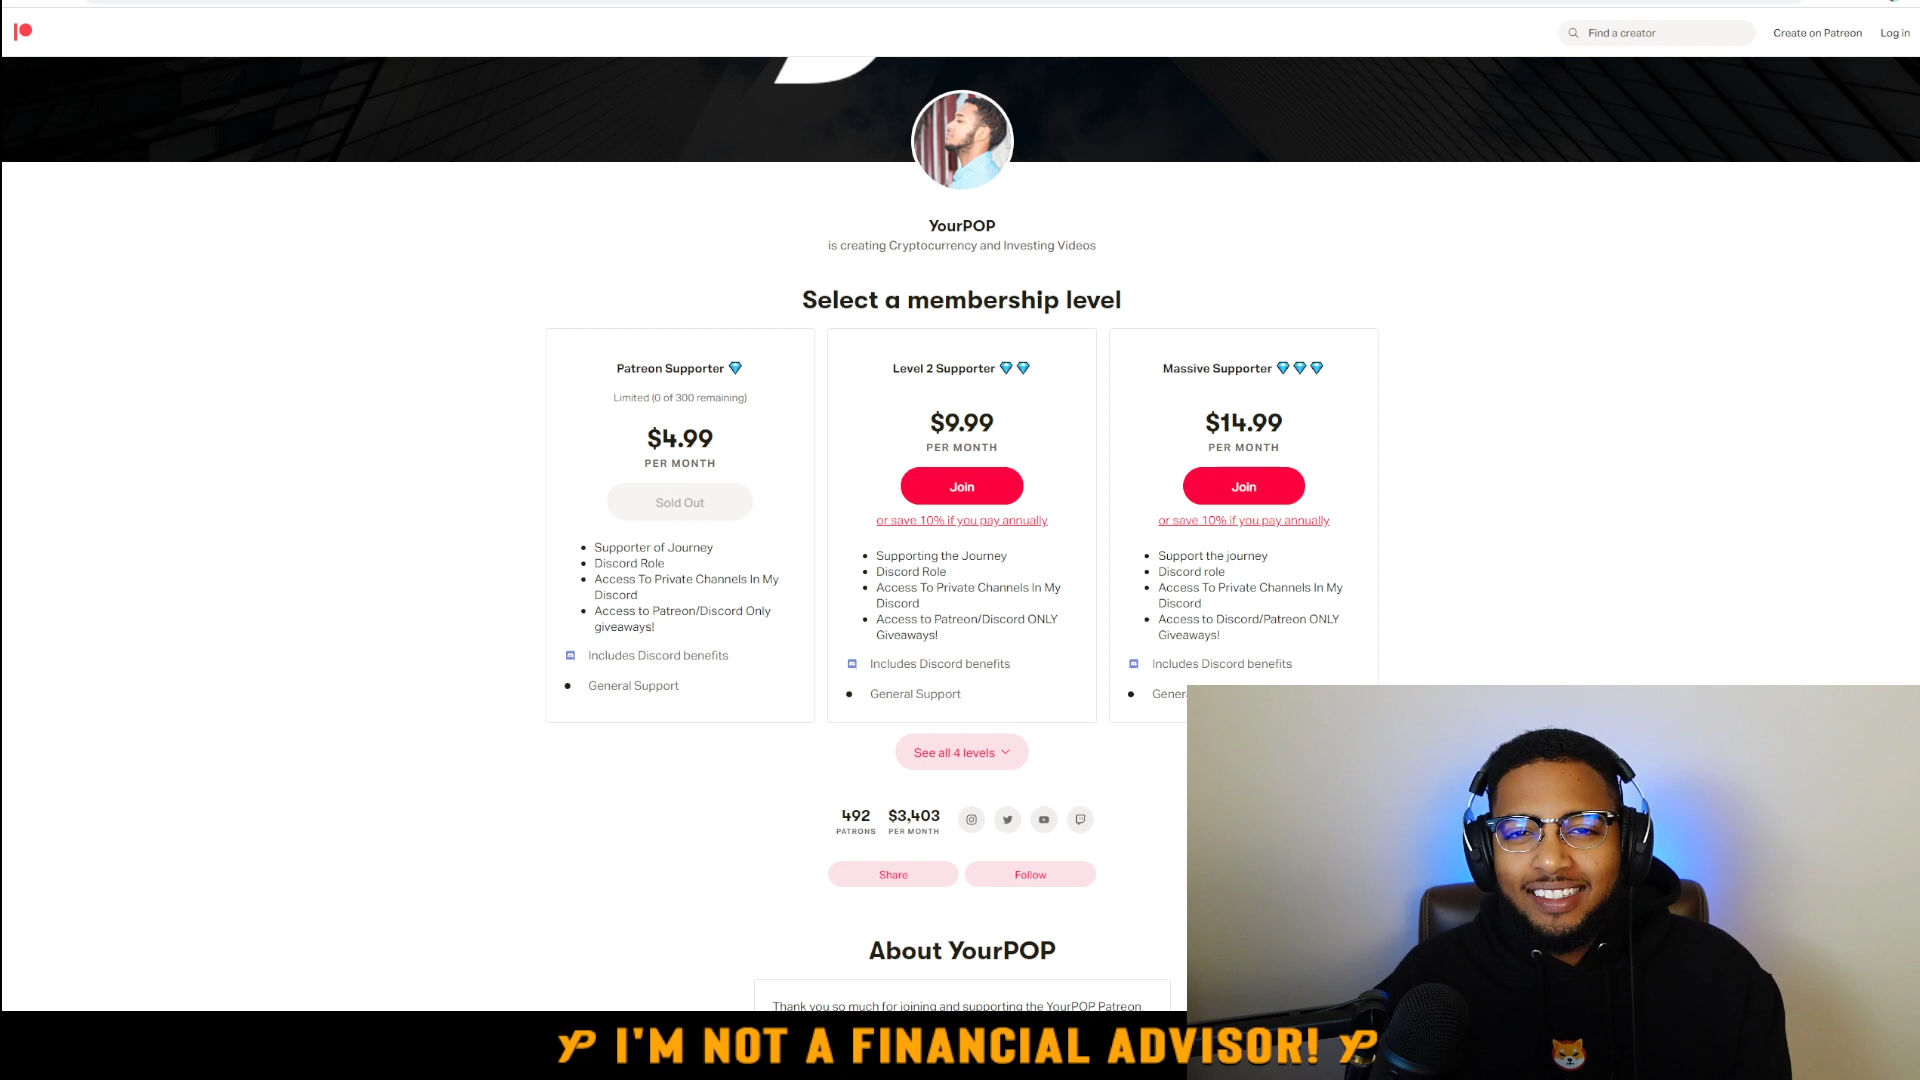 Find a creator
Create on Patreon
Log in
YourPOP
is creating Cryptocurrency and Investing Videos
Select a membership level
Patreon Supporter
Limited (0 of 300 remaining)
$4.99
PER MONTH
Sold Out
Supporter of Journey
Discord Role
Access To Private Channels In My
Discord
Access to Patreon/Discord Only
giveaways!
Includes Discord benefits
General Support
Level 2 Supporter
$9.99
PER MONTH
Join
or save 10% if you pay annually
Supporting the Journey
Discord Role
Access To Private Channels In My
Discord
Access to Patreon/Discord ONLY
Giveaways!
Includes Discord benefits
General Support
Massive Supporter
$14.99
PER MONTH
Join
or save 10% if you pay annually
Support the journey
Discord role
Access To Private Channels In My
Discord
Access to Discord/Patreon ONLY
Giveaways!
Includes Discord benefits
See all 4 levels
492
PATRONS
$3,403
PER MONTH
Share
Follow
About YourPOP
Thank you so much for joining and supporting the YourPOP Patreon
YP I'M NOT A FINANCIAL ADVISOR! YP